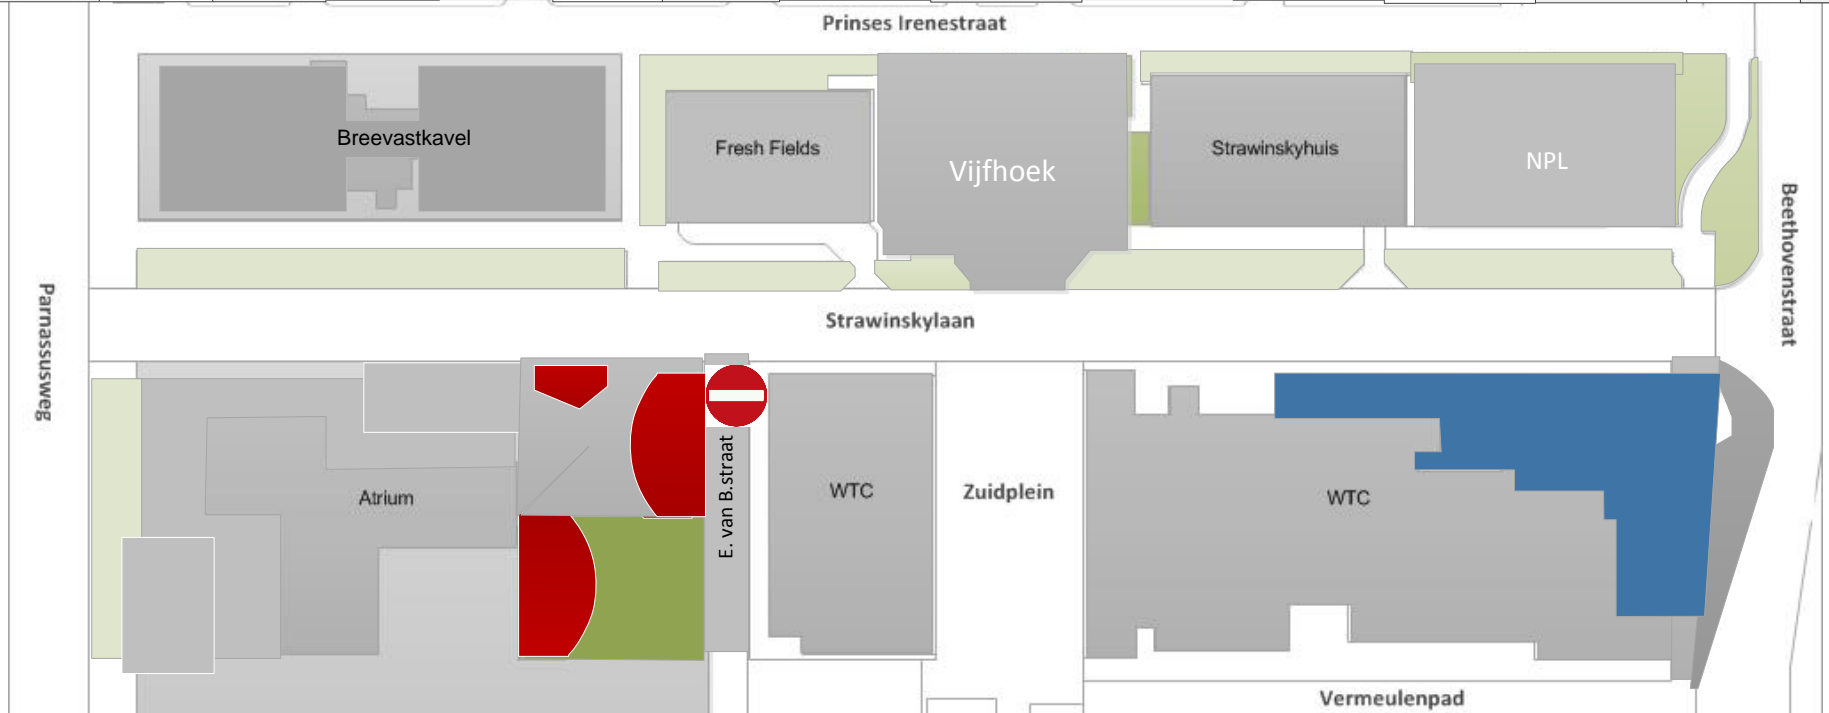 Prinses Irenestraat
Breevastkavel
Fresh Fields
Vijfhoek
Strawinskyhuis
NPL
Beethovenstraat
Parnassusweg
Strawinskylaan
Atrium
E. van B.straat
WTC
Zuidplein
WTC
Vermeulenpad